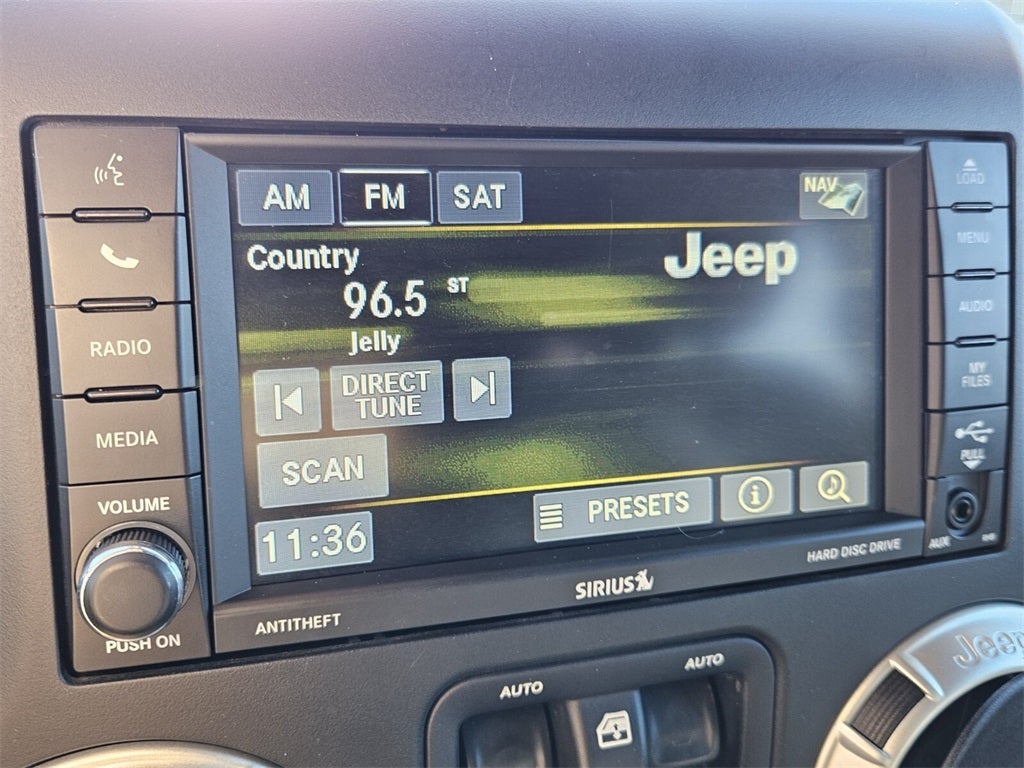 AM FM SAT NAV
Country
Jeep
96.5 ST
Jelly
DIRECT
TUNE
SCAN
PRESETS
11:36
RADIO
MEDIA
VOLUME
PUSH ON
LOAD
MENU
AUDIO
MY
FILES
PULL
AUX
ANTITHEFT
SIRIUS
HARD DISC DRIVE
AUTO
AUTO
Jeep